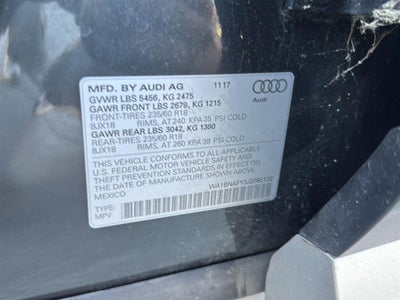 MFD. BY AUDI AG 11 17
GVWR LBS 5456, KG 2475
GAWR FRONT LBS 2679, KG 1215
FRONT-TIRES 235/60 R18
8JX18 RIMS, AT 240 KPA 35 PSI COLD
GAWR REAR LBS 3042, KG 1380
REAR-TIRES 235/60 R18
8JX18 RIMS, AT 260 KPA 38 PSI COLD
Audi
THIS VEHICLE CONFORMS TO ALL APPLICABLE
U.S. FEDERAL MOTOR VEHICLE SAFETY AND
THEFT PREVENTION STANDARDS IN EFFECT ON
THE DATE OF MANUFACTURE SHOWN ABOVE.
MEXICO
TYPE:
MPV